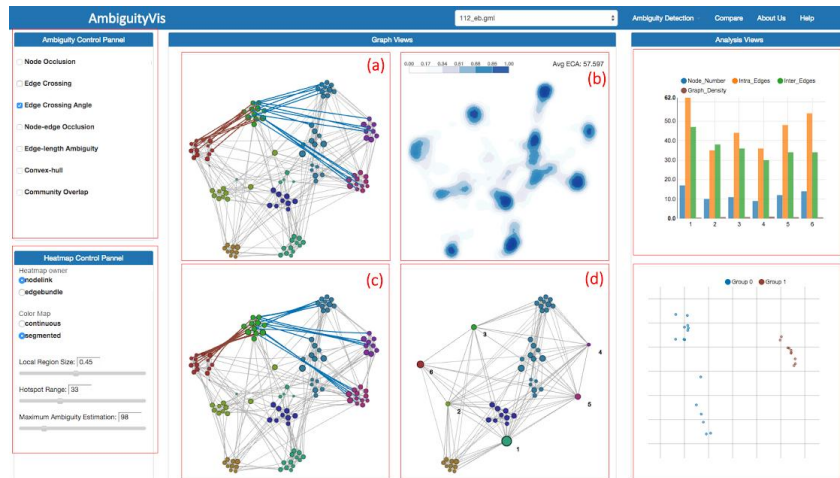 AmbiguityVis
112_eb.gml
Ambiguity Detection
Compare
About Us
Help
Ambiguity Control Pannel
Node Occlusion
Edge Crossing
Edge Crossing Angle
Node-edge Occlusion
Edge-length Ambiguity
Convex-hull
Community Overlap
Heatmap Control Pannel
Heatmap owner
nodelink
edgebundle
Color Map
continuous
segmented
Local Region Size: 0.45
Hotspot Range: 33
Maximum Ambiguity Estimation: 98
Graph Views
(a)
(b)
0.00 0.17 0.34 0.51 0.68 0.85 1.00
Avg ECA: 57.597
(c)
(d)
3
4
6
2
5
1
Analysis Views
Node_Number Intra_Edges Inter_Edges
Graph_Density
62.0
50.0
40.0
30.0
20.0
10.0
0.0
1 2 3 4 5 6
Group 0 Group 1